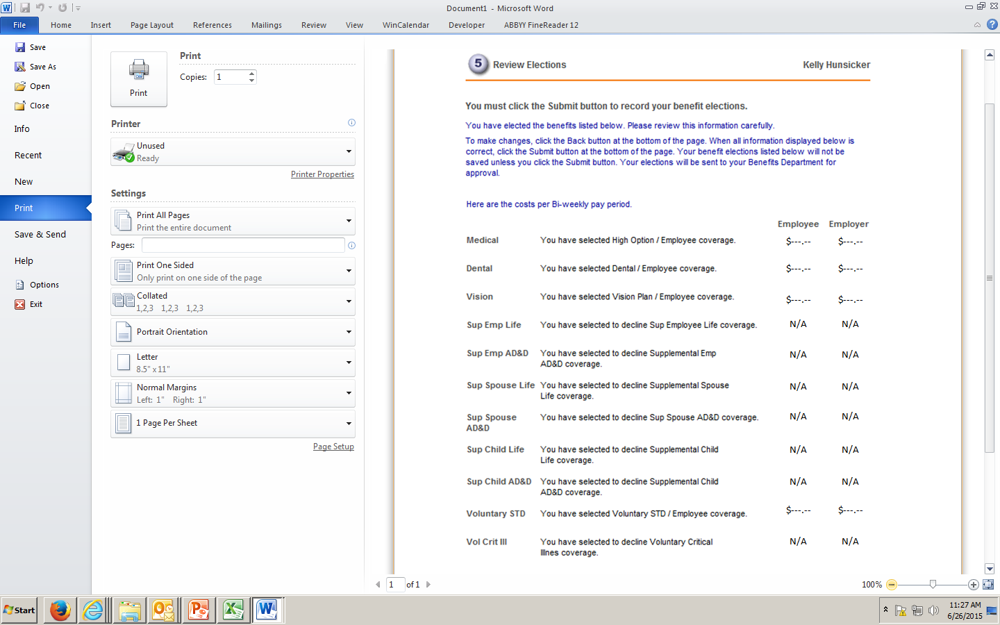 Document1 - Microsoft Word
File Home Insert Page Layout References Mailings Review View WinCalendar Developer ABBYY FineReader 12
Save
Save As
Open
Close
Info
Recent
New
Print
Save & Send
Help
Options
Exit
Print
Print
Copies: 1
Printer
Unused
Ready
Printer Properties
Settings
Print All Pages
Print the entire document
Pages:
Print One Sided
Only print on one side of the page
Collated
1,2,3 1,2,3 1,2,3
Portrait Orientation
Letter
8.5" x 11"
Normal Margins
Left: 1" Right: 1"
1 Page Per Sheet
Page Setup
5 Review Elections Kelly Hunsicker
You must click the Submit button to record your benefit elections.
You have elected the benefits listed below. Please review this information carefully.
To make changes, click the Back button at the bottom of the page. When all information displayed below is
correct, click the Submit button at the bottom of the page. Your benefit elections listed below will not be
saved unless you click the Submit button. Your elections will be sent to your Benefits Department for
approval.
Here are the costs per Bi-weekly pay period.
Employee Employer
Medical You have selected High Option / Employee coverage. $---.-- $---.--
Dental You have selected Dental / Employee coverage. $---.-- $---.--
Vision You have selected Vision Plan / Employee coverage. $---.-- $---.--
Sup Emp Life You have selected to decline Sup Employee Life coverage. N/A N/A
Sup Emp AD&D You have selected to decline Supplemental Emp N/A N/A
AD&D coverage.
Sup Spouse Life You have selected to decline Supplemental Spouse N/A N/A
Life coverage.
Sup Spouse You have selected to decline Sup Spouse AD&D coverage. N/A N/A
AD&D
Sup Child Life You have selected to decline Supplemental Child N/A N/A
Life coverage.
Sup Child AD&D You have selected to decline Supplemental Child N/A N/A
AD&D coverage.
Voluntary STD You have selected Voluntary STD / Employee coverage. $---.-- $---.--
Vol Crit Ill You have selected to decline Voluntary Critical N/A N/A
Illnes coverage.
1 of 1 100%
Start 11:27 AM
6/26/2015